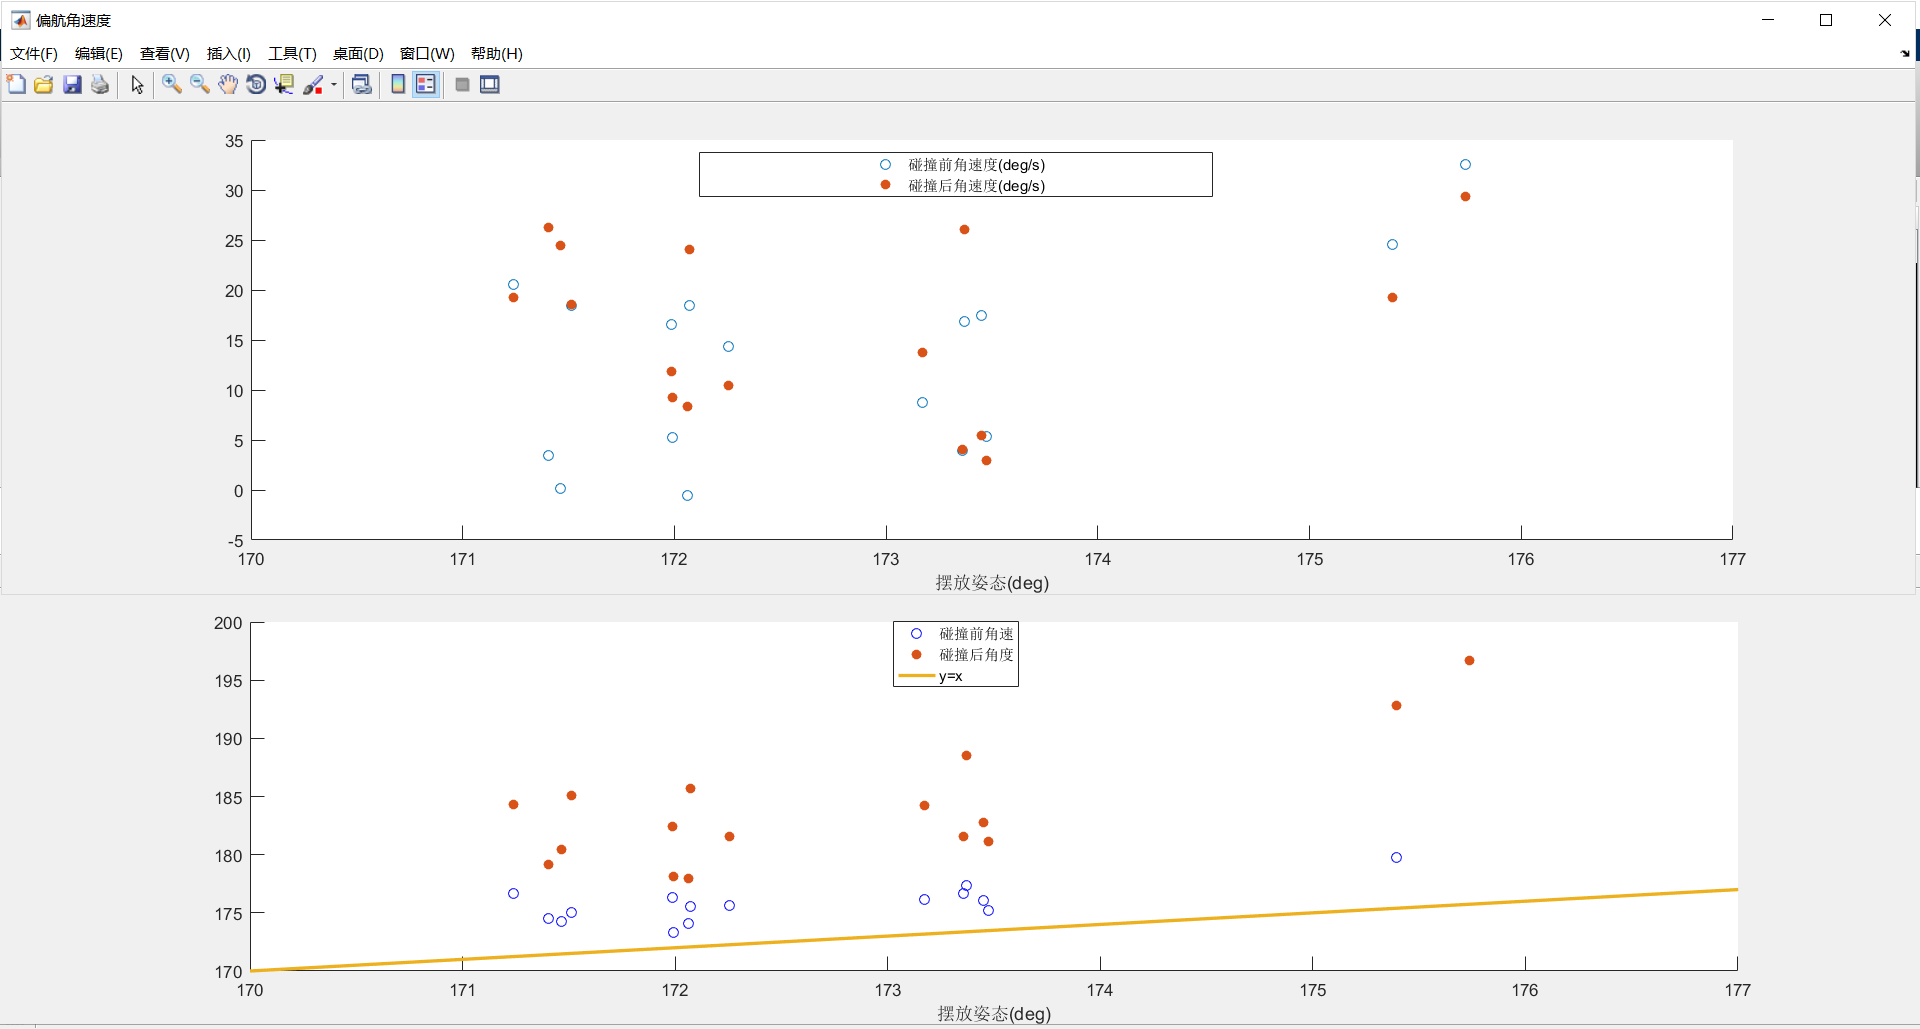 偏航角速度
文件(F) 编辑(E) 查看(V) 插入(I) 工具(T) 桌面(D) 窗口(W) 帮助(H)
35
30
25
20
15
10
5
0
-5
碰撞前角速度(deg/s)
碰撞后角速度(deg/s)
170 171 172 173 174 175 176 177
摆放姿态(deg)
200
195
190
185
180
175
170
碰撞前角速
碰撞后角度
y=x
170 171 172 173 174 175 176 177
摆放姿态(deg)